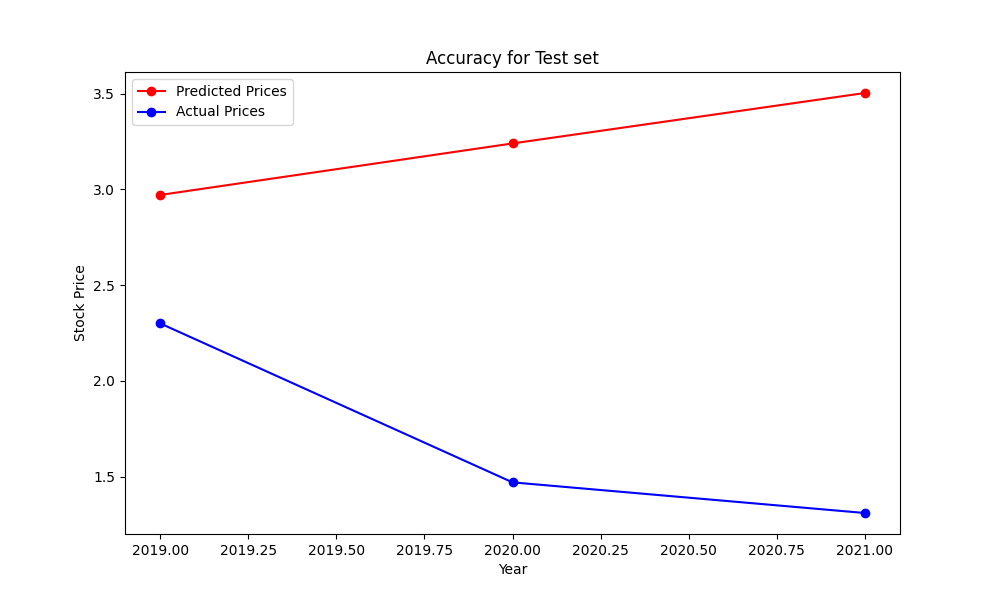 Accuracy for Test set
Predicted Prices
Actual Prices
3.5
3.0
2.5
2.0
1.5
Stock Price
2019.00 2019.25 2019.50 2019.75 2020.00 2020.25 2020.50 2020.75 2021.00
Year